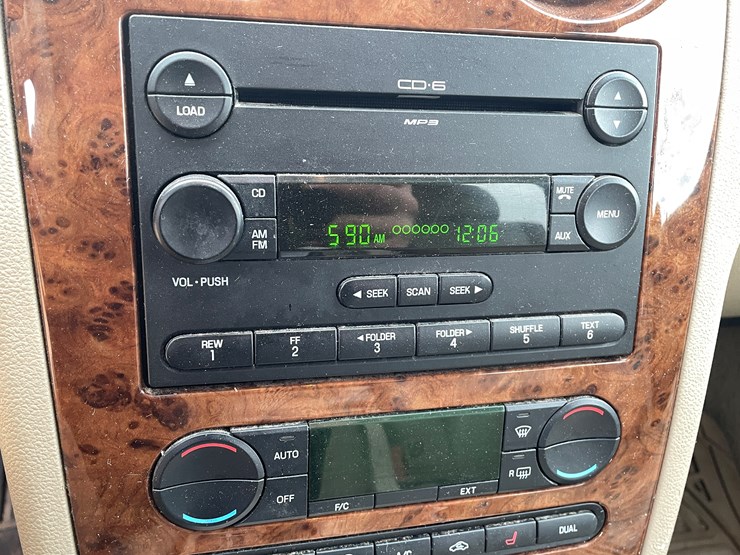 CD·6
LOAD
MP3
CD
MUTE
MENU
AM
FM
590 AM 12:06
AUX
VOL • PUSH
SEEK SCAN SEEK
REW
1
FF
2
FOLDER
3
FOLDER
4
SHUFFLE
5
TEXT
6
AUTO
R
OFF
F/C
EXT
A/C
DUAL